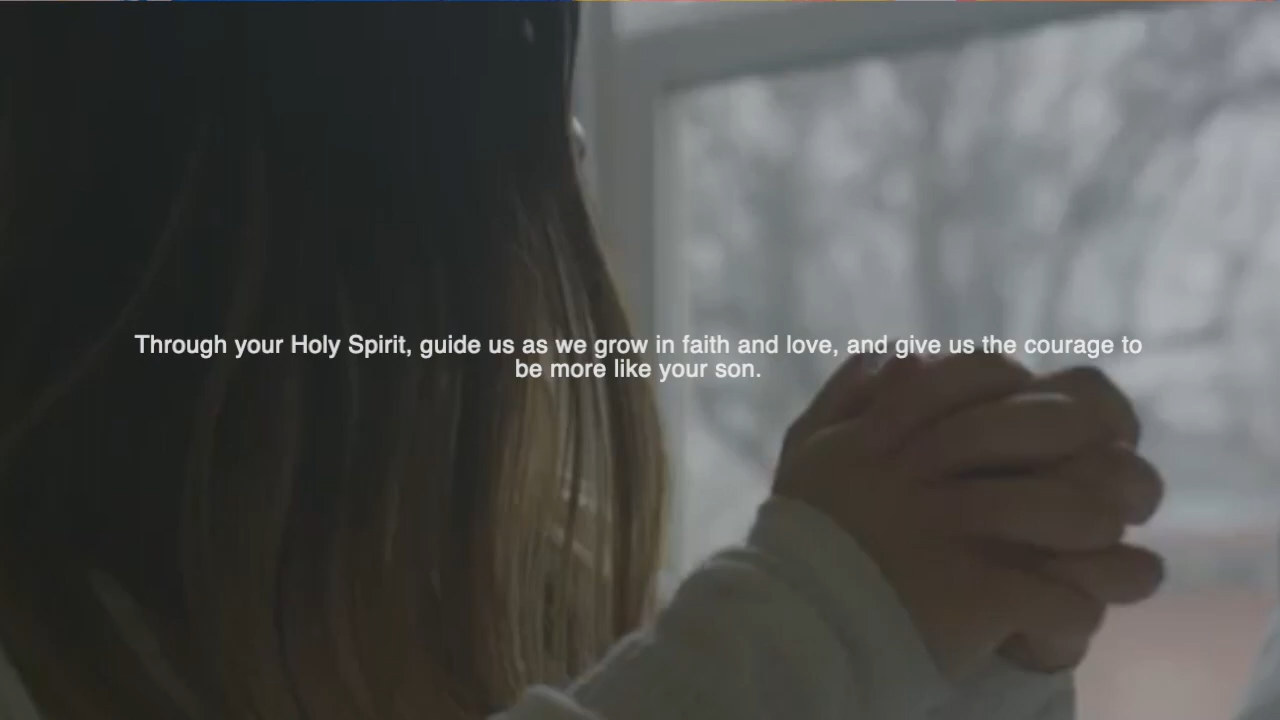 Through your Holy Spirit, guide us as we grow in faith and love, and give us the courage to
be more like your son.